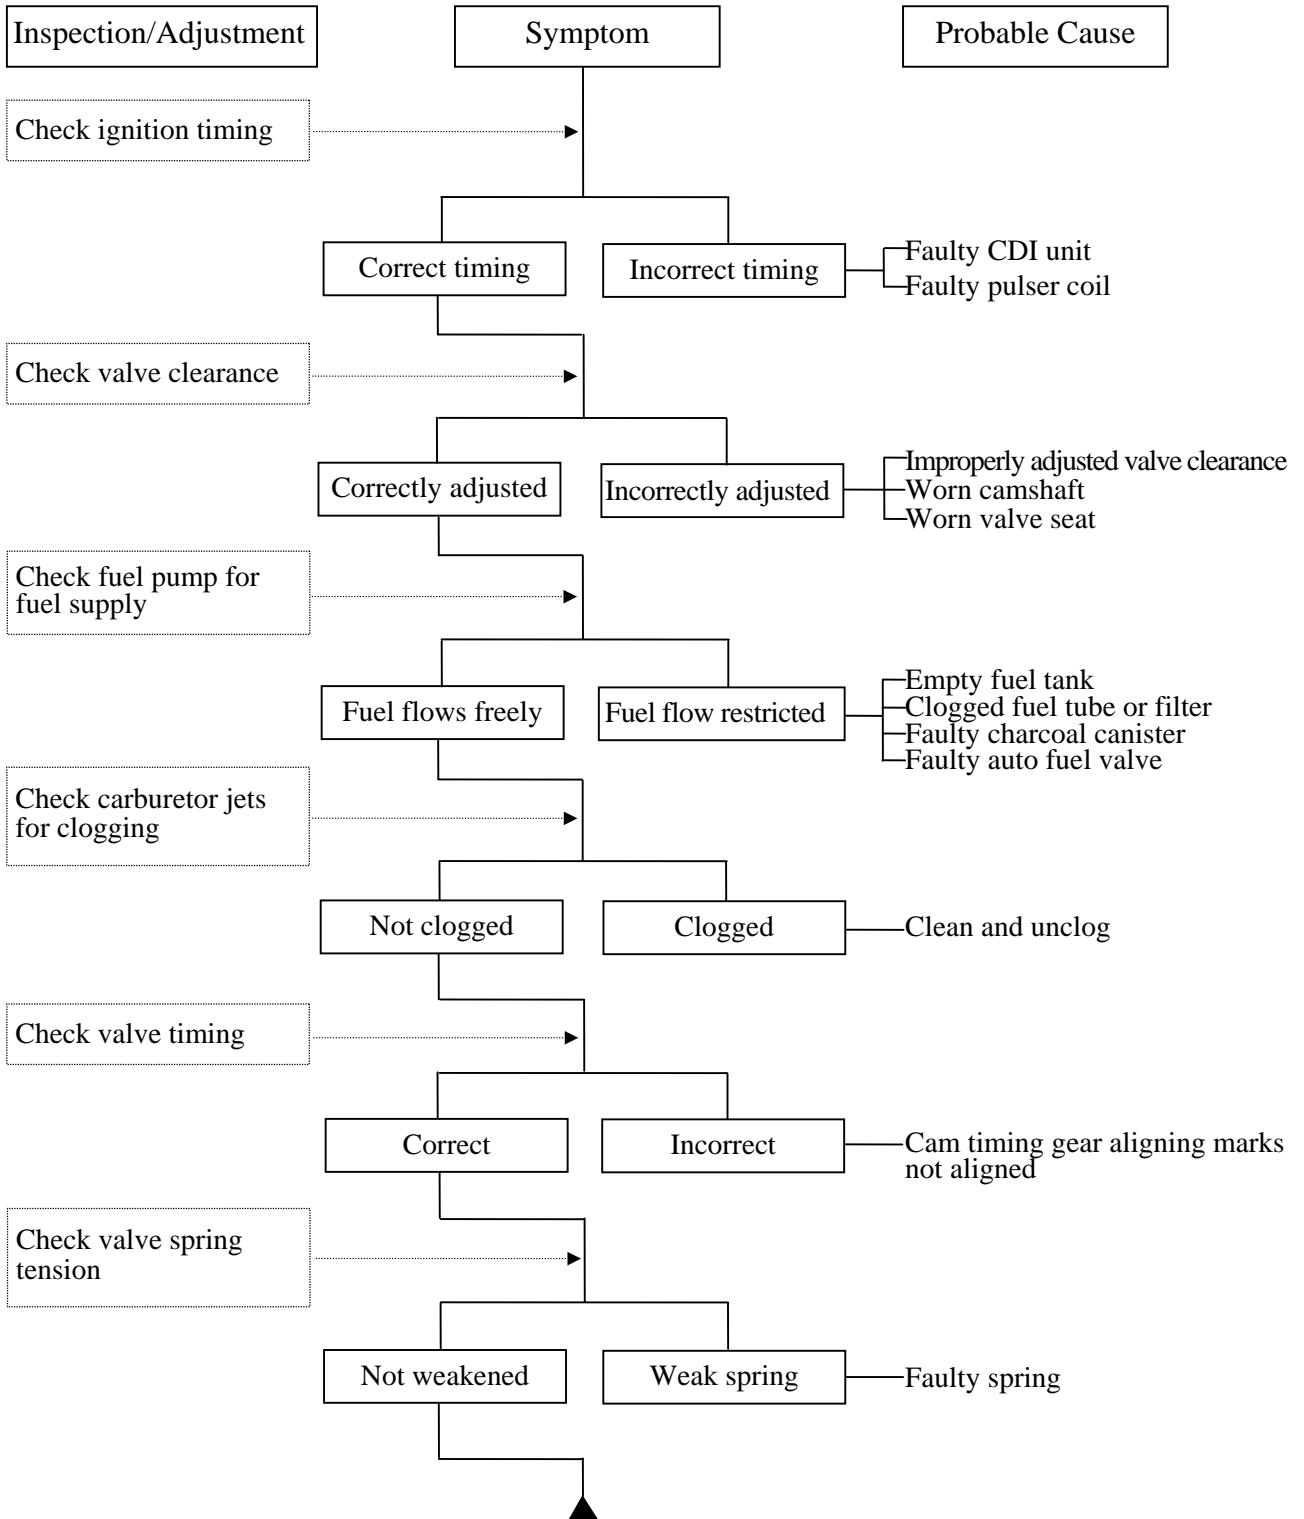 Inspection/Adjustment
Symptom
Probable Cause
Check ignition timing
Correct timing
Incorrect timing
Faulty CDI unit
Faulty pulser coil
Check valve clearance
Correctly adjusted
Incorrectly adjusted
Improperly adjusted valve clearance
Worn camshaft
Worn valve seat
Check fuel pump for
fuel supply
Fuel flows freely
Fuel flow restricted
Empty fuel tank
Clogged fuel tube or filter
Faulty charcoal canister
Faulty auto fuel valve
Check carburetor jets
for clogging
Not clogged
Clogged
Clean and unclog
Check valve timing
Correct
Incorrect
Cam timing gear aligning marks
not aligned
Check valve spring
tension
Not weakened
Weak spring
Faulty spring